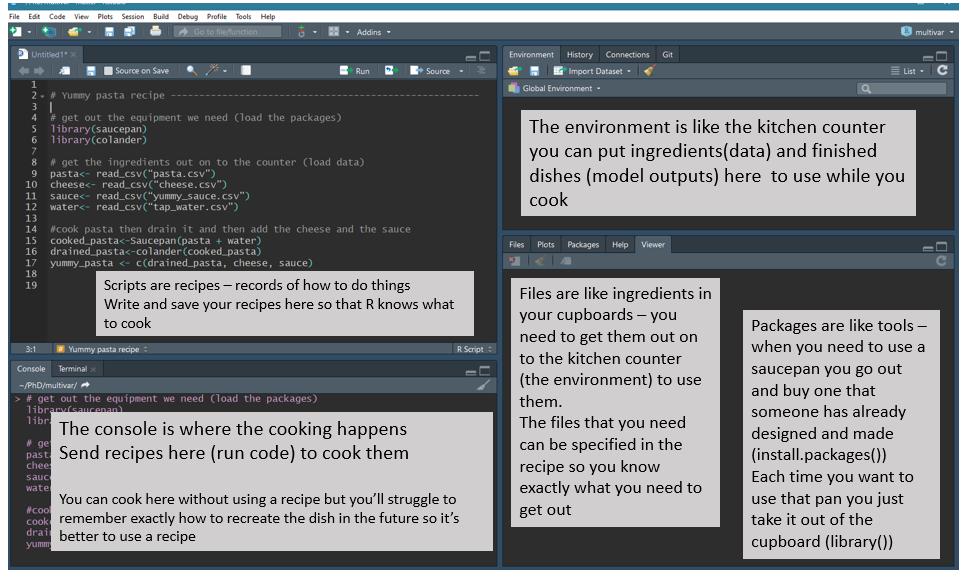 File Edit Code View Plots Session Build Debug Profile Tools Help
Go to file/function Addins multivar
Untitled1*
Source on Save Run Source
1
2 # Yummy pasta recipe ------------------------------------------------
3
4 # get out the equipment we need (load the packages)
5 library(saucepan)
6 library(colander)
7
8 # get the ingredients out on to the counter (load data)
9 pasta<- read_csv("pasta.csv")
10 cheese<- read_csv("cheese.csv")
11 sauce<- read_csv("yummy_sauce.csv")
12 water<- read_csv("tap_water.csv")
13
14 #cook pasta then drain it and then add the cheese and the sauce
15 cooked_pasta<-Saucepan(pasta + water)
16 drained_pasta<-colander(cooked_pasta)
17 yummy_pasta <- c(drained_pasta, cheese, sauce)
18
19
Scripts are recipes – records of how to do things
Write and save your recipes here so that R knows what
to cook
3:1 # Yummy pasta recipe R Script
Console Terminal
~/PhD/multivar/
> # get out the equipment we need (load the packages)
library(saucepan)
libr
# ge
past
chee
sauc
wate
#coo
cook
drai
yumm
The console is where the cooking happens
Send recipes here (run code) to cook them
You can cook here without using a recipe but you'll struggle to
remember exactly how to recreate the dish in the future so it's
better to use a recipe
Environment History Connections Git
Import Dataset List
Global Environment
The environment is like the kitchen counter
you can put ingredients(data) and finished
dishes (model outputs) here to use while you
cook
Files Plots Packages Help Viewer
Files are like ingredients in
your cupboards – you
need to get them out on
to the kitchen counter
(the environment) to use
them.
The files that you need
can be specified in the
recipe so you know
exactly what you need to
get out
Packages are like tools –
when you need to use a
saucepan you go out
and buy one that
someone has already
designed and made
(install.packages())
Each time you want to
use that pan you just
take it out of the
cupboard (library())